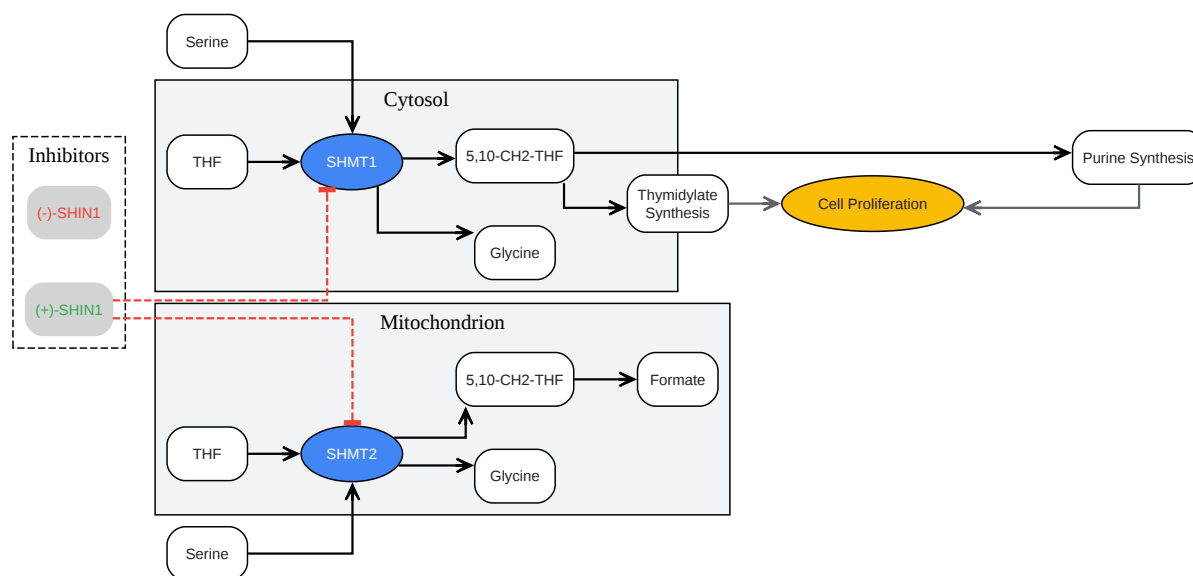 Serine
Cytosol
Inhibitors
THF
SHMT1
5,10-CH2-THF
Purine Synthesis
(-)-SHIN1
Thymidylate
Synthesis
Cell Proliferation
Glycine
(+)-SHIN1
Mitochondrion
5,10-CH2-THF
Formate
THF
SHMT2
Glycine
Serine